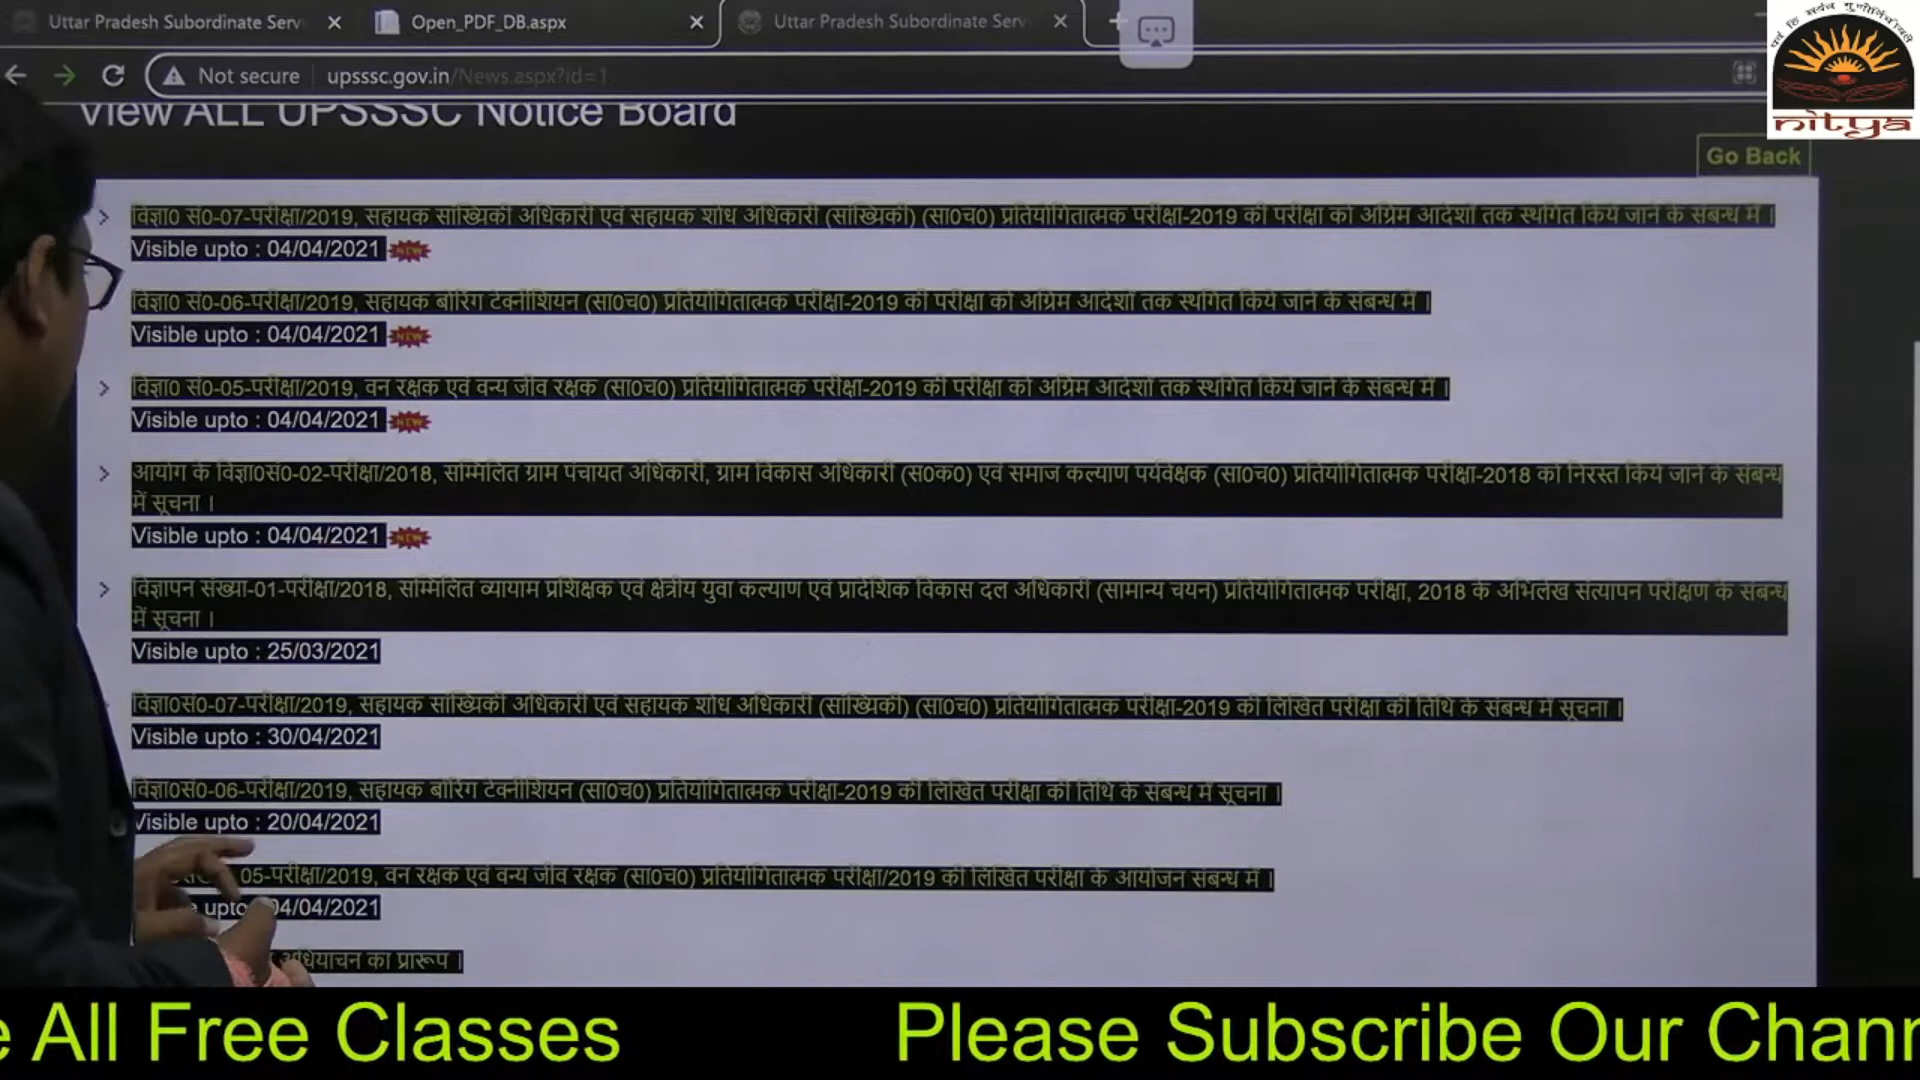 Uttar Pradesh Subordinate Serv
Open_PDF_DB.aspx
Uttar Pradesh Subordinate Serv
Not secure
upsssc.gov.in/News.aspx?id=1
View ALL UPSSSC Notice Board
nitya
Go Back
विज्ञा0 सं0-07-परीक्षा/2019, सहायक सांख्यिकी अधिकारी एवं सहायक शोध अधिकारी (सांख्यिकी) (सा0च0) प्रतियोगितात्मक परीक्षा-2019 की परीक्षा को अग्रिम आदेशों तक स्थगित किये जाने के संबन्ध में ।
Visible upto : 04/04/2021 NEW
विज्ञा0 सं0-06-परीक्षा/2019, सहायक बोरिंग टेक्नीशियन (सा0च0) प्रतियोगितात्मक परीक्षा-2019 की परीक्षा को अग्रिम आदेशों तक स्थगित किये जाने के संबन्ध में ।
Visible upto : 04/04/2021 NEW
विज्ञा0 सं0-05-परीक्षा/2019, वन रक्षक एवं वन्य जीव रक्षक (सा0च0) प्रतियोगितात्मक परीक्षा-2019 की परीक्षा को अग्रिम आदेशों तक स्थगित किये जाने के संबन्ध में ।
Visible upto : 04/04/2021 NEW
आयोग के विज्ञा0सं0-02-परीक्षा/2018, सम्मिलित ग्राम पंचायत अधिकारी, ग्राम विकास अधिकारी (स0क0) एवं समाज कल्याण पर्यवेक्षक (सा0च0) प्रतियोगितात्मक परीक्षा-2018 को निरस्त किये जाने के संबन्ध
में सूचना ।
Visible upto : 04/04/2021 NEW
विज्ञापन संख्या-01-परीक्षा/2018, सम्मिलित व्यायाम प्रशिक्षक एवं क्षेत्रीय युवा कल्याण एवं प्रादेशिक विकास दल अधिकारी (सामान्य चयन) प्रतियोगितात्मक परीक्षा, 2018 के अभिलेख सत्यापन परीक्षण के संबन्ध
में सूचना ।
Visible upto : 25/03/2021
विज्ञा0सं0-07-परीक्षा/2019, सहायक सांख्यिकी अधिकारी एवं सहायक शोध अधिकारी (सांख्यिकी) (सा0च0) प्रतियोगितात्मक परीक्षा-2019 की लिखित परीक्षा की तिथि के संबन्ध में सूचना ।
Visible upto : 30/04/2021
विज्ञा0सं0-06-परीक्षा/2019, सहायक बोरिंग टेक्नीशियन (सा0च0) प्रतियोगितात्मक परीक्षा-2019 की लिखित परीक्षा की तिथि के संबन्ध में सूचना ।
Visible upto : 20/04/2021
05-परीक्षा/2019, वन रक्षक एवं वन्य जीव रक्षक (सा0च0) प्रतियोगितात्मक परीक्षा/2019 की लिखित परीक्षा के आयोजन संबन्ध में ।
upto 04/04/2021
अधियाचन का प्रारूप ।
e All Free Classes Please Subscribe Our Chann